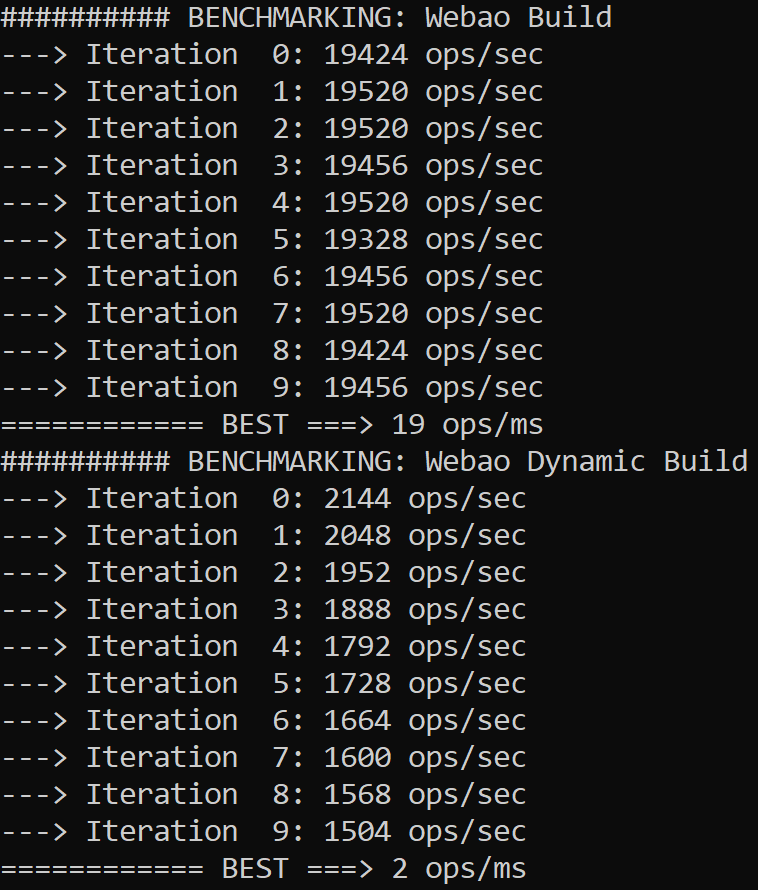 ########## BENCHMARKING: Webao Build
---> Iteration  0: 19424 ops/sec
---> Iteration  1: 19520 ops/sec
---> Iteration  2: 19520 ops/sec
---> Iteration  3: 19456 ops/sec
---> Iteration  4: 19520 ops/sec
---> Iteration  5: 19328 ops/sec
---> Iteration  6: 19456 ops/sec
---> Iteration  7: 19520 ops/sec
---> Iteration  8: 19424 ops/sec
---> Iteration  9: 19456 ops/sec
============ BEST ===> 19 ops/ms
########## BENCHMARKING: Webao Dynamic Build
---> Iteration  0: 2144 ops/sec
---> Iteration  1: 2048 ops/sec
---> Iteration  2: 1952 ops/sec
---> Iteration  3: 1888 ops/sec
---> Iteration  4: 1792 ops/sec
---> Iteration  5: 1728 ops/sec
---> Iteration  6: 1664 ops/sec
---> Iteration  7: 1600 ops/sec
---> Iteration  8: 1568 ops/sec
---> Iteration  9: 1504 ops/sec
============ BEST ===> 2 ops/ms